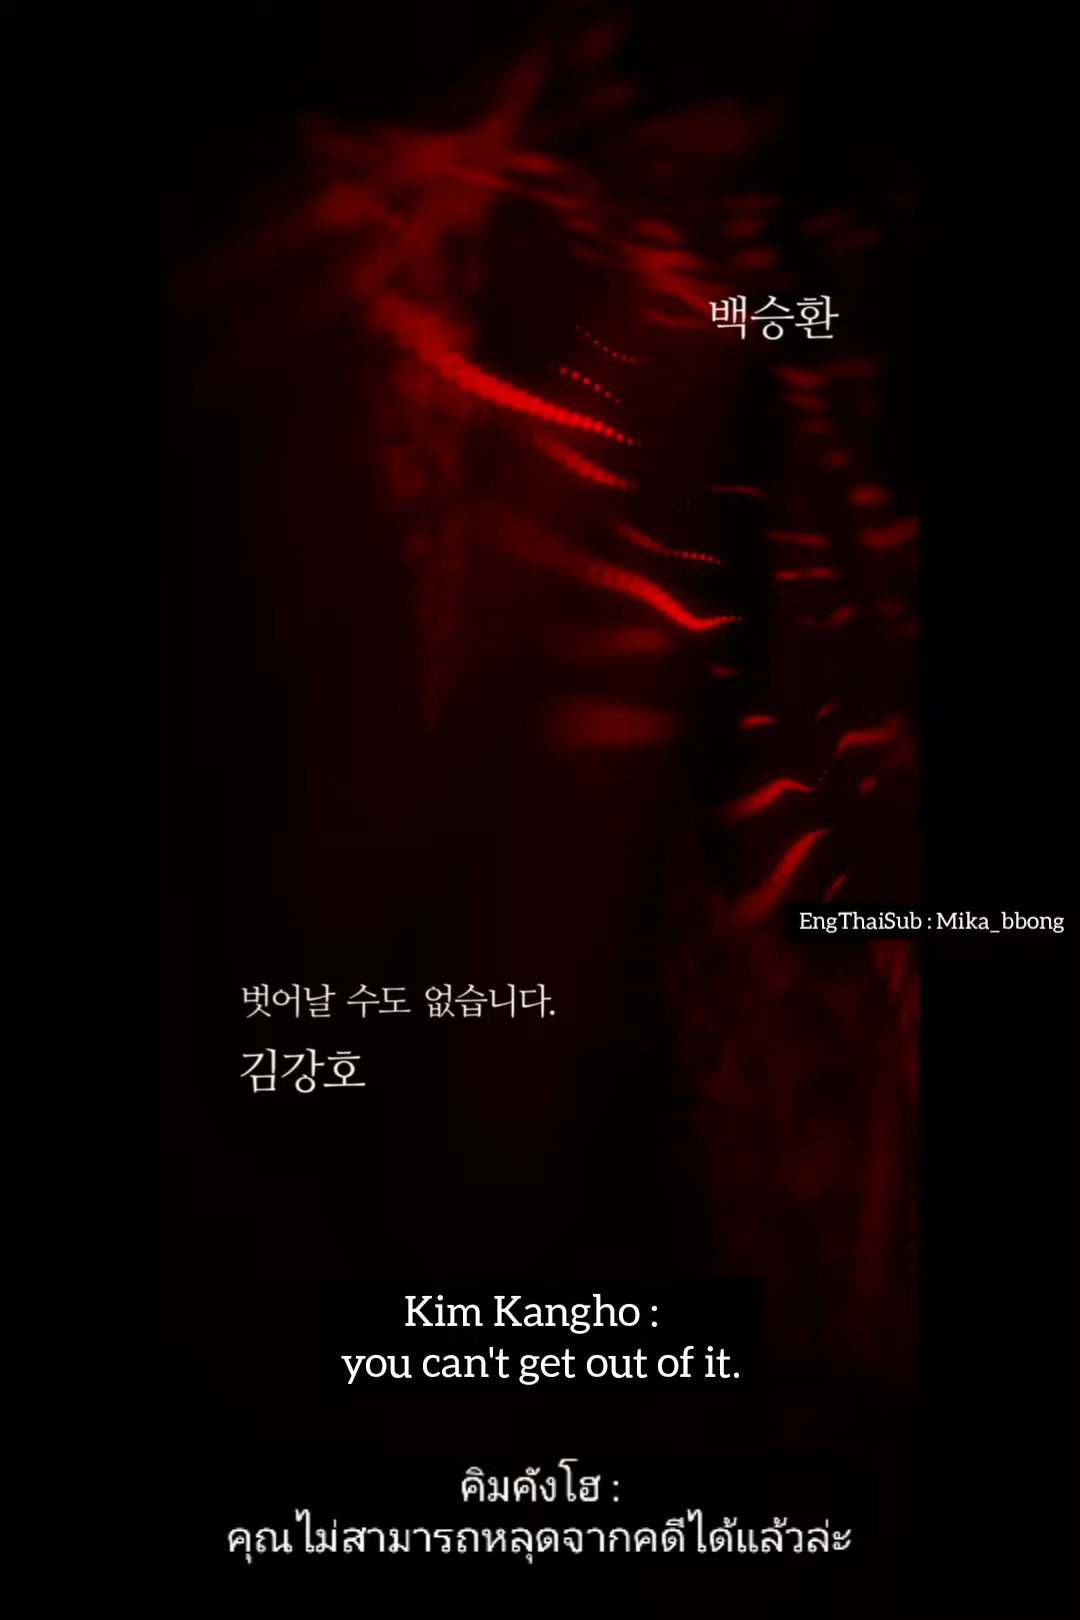 백승환
EngThaiSub : Mika_bbong
벗어날 수도 없습니다.
김강호
Kim Kangho :
you can't get out of it.
คิมคังโฮ :
คุณไม่สามารถหลุดจากคดีได้แล้วล่ะ